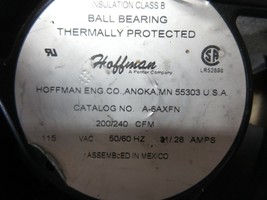 INSULATION CLASS B
BALL BEARING
THERMALLY PROTECTED
Hoffman
A Pentair Company
HOFFMAN ENG.CO.,ANOKA,MN 55303 U.S.A
CATALOG NO. A-6AXFN
200/240 CFM
115 VAC 50/60 HZ .31/.28 AMPS
ASSEMBLED IN MEXICO